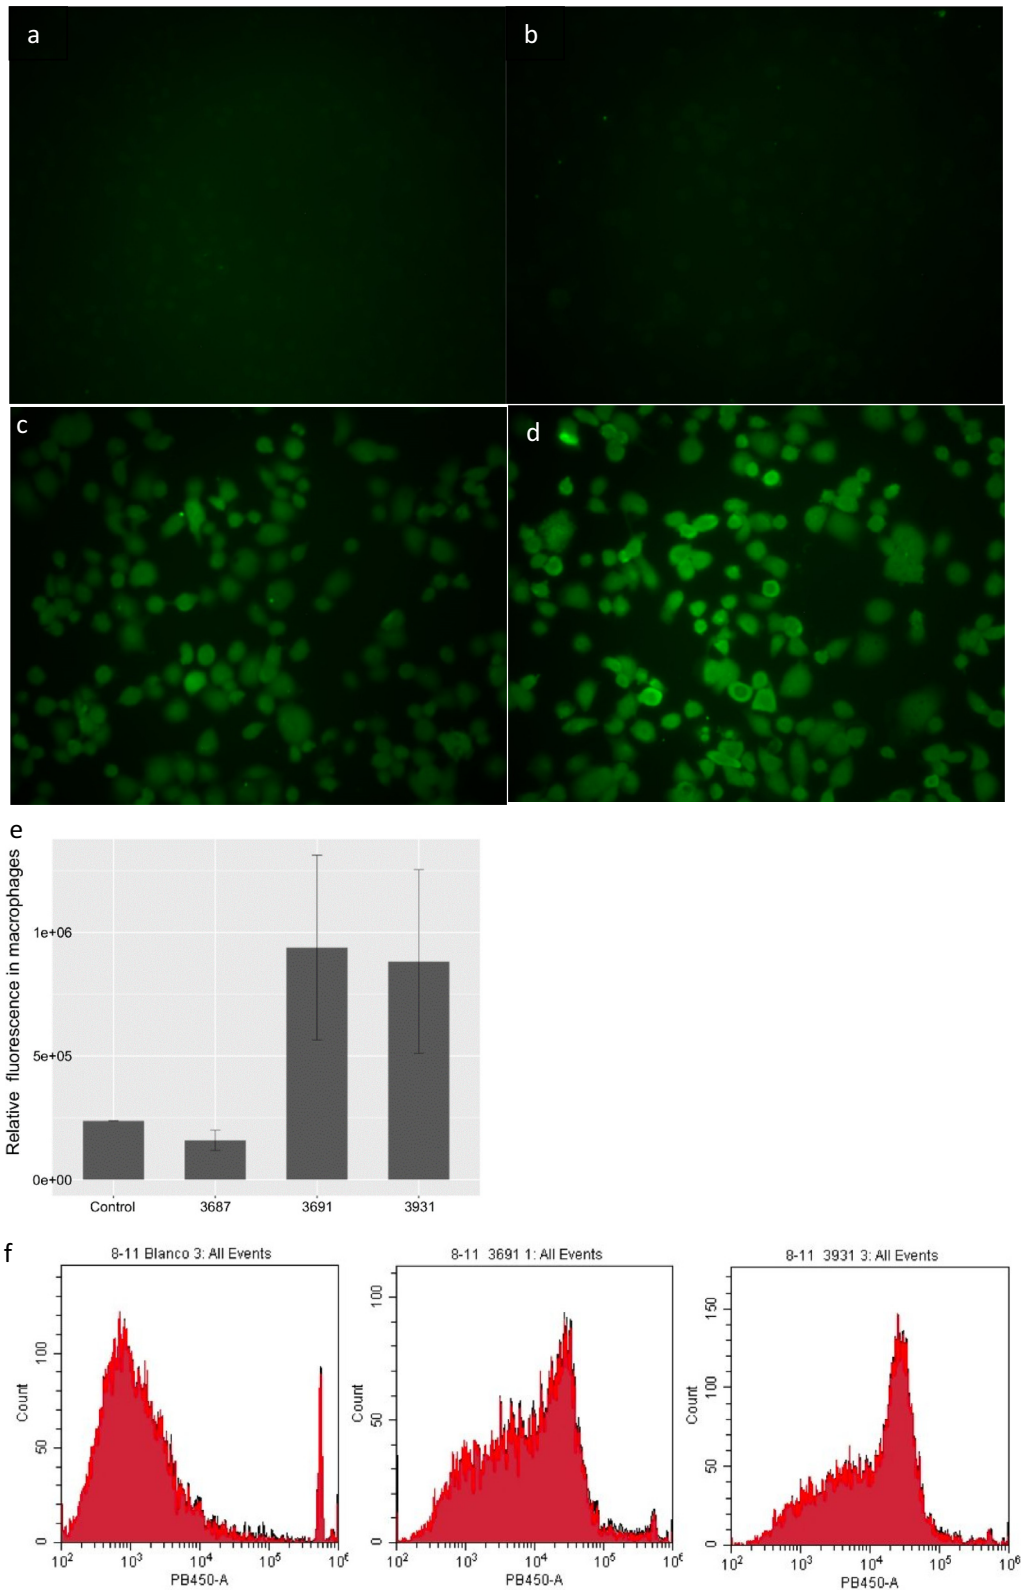 a
b
c
d
e
Relative fluorescence in macrophages
1e+06
5e+05
0e+00
Control 3687 3691 3931
f
8-11 Blanco 3: All Events
Count
100
50
0
10² 10³ 10⁴ 10⁵ 10⁶
PB450-A
8-11 3691 1: All Events
Count
100
50
0
10² 10³ 10⁴ 10⁵ 10⁶
PB450-A
8-11 3931 3: All Events
Count
150
100
50
0
10² 10³ 10⁴ 10⁵ 10⁶
PB450-A